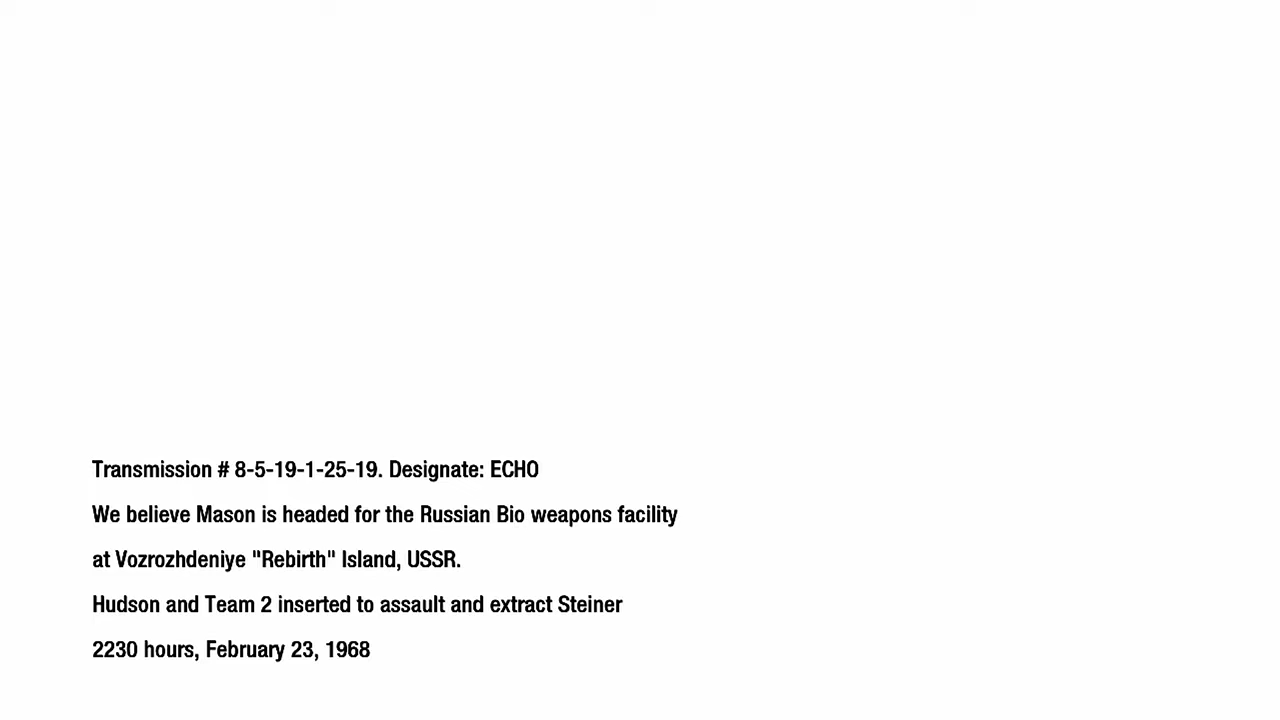 Transmission # 8-5-19-1-25-19. Designate: ECHO
We believe Mason is headed for the Russian Bio weapons facility
at Vozrozhdeniye "Rebirth" Island, USSR.
Hudson and Team 2 inserted to assault and extract Steiner
2230 hours, February 23, 1968